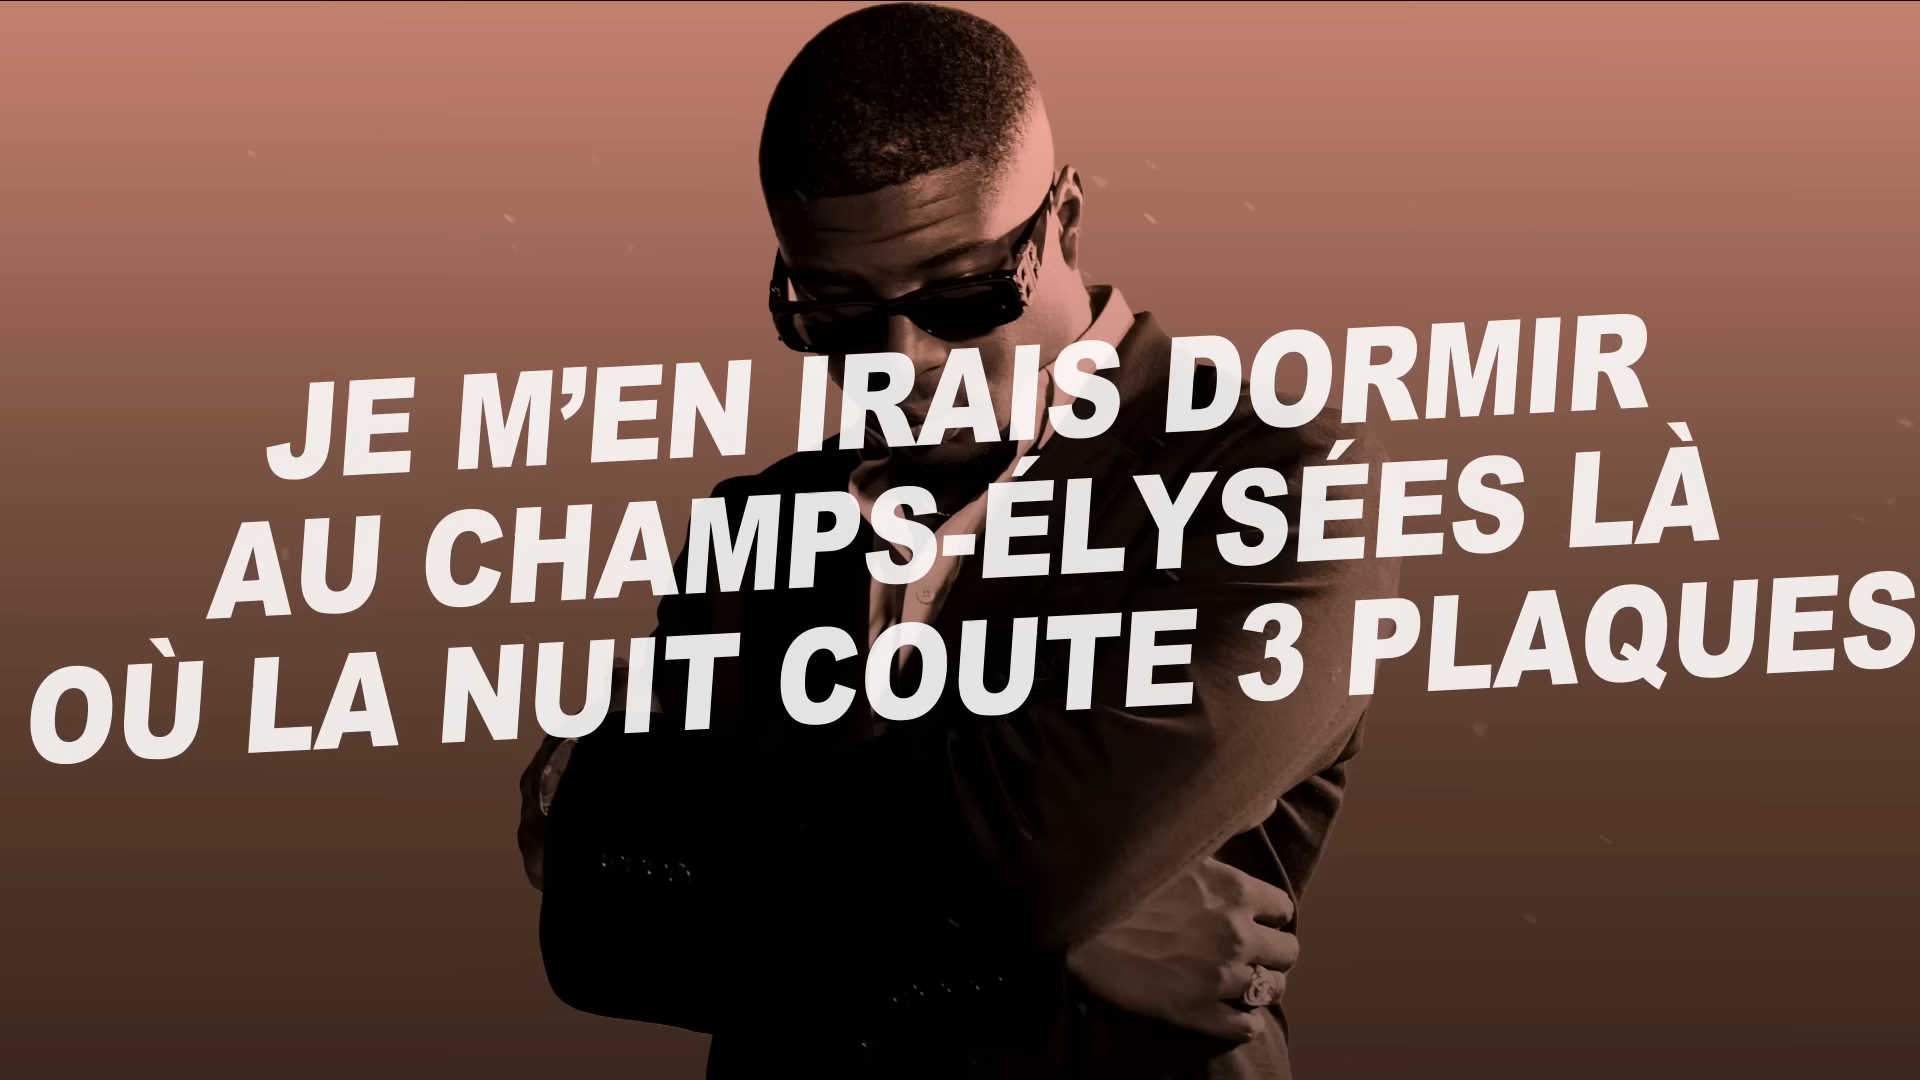 JE M’EN IRAIS DORMIR
AU CHAMPS-ÉLYSÉES LÀ
OÙ LA NUIT COUTE 3 PLAQUES